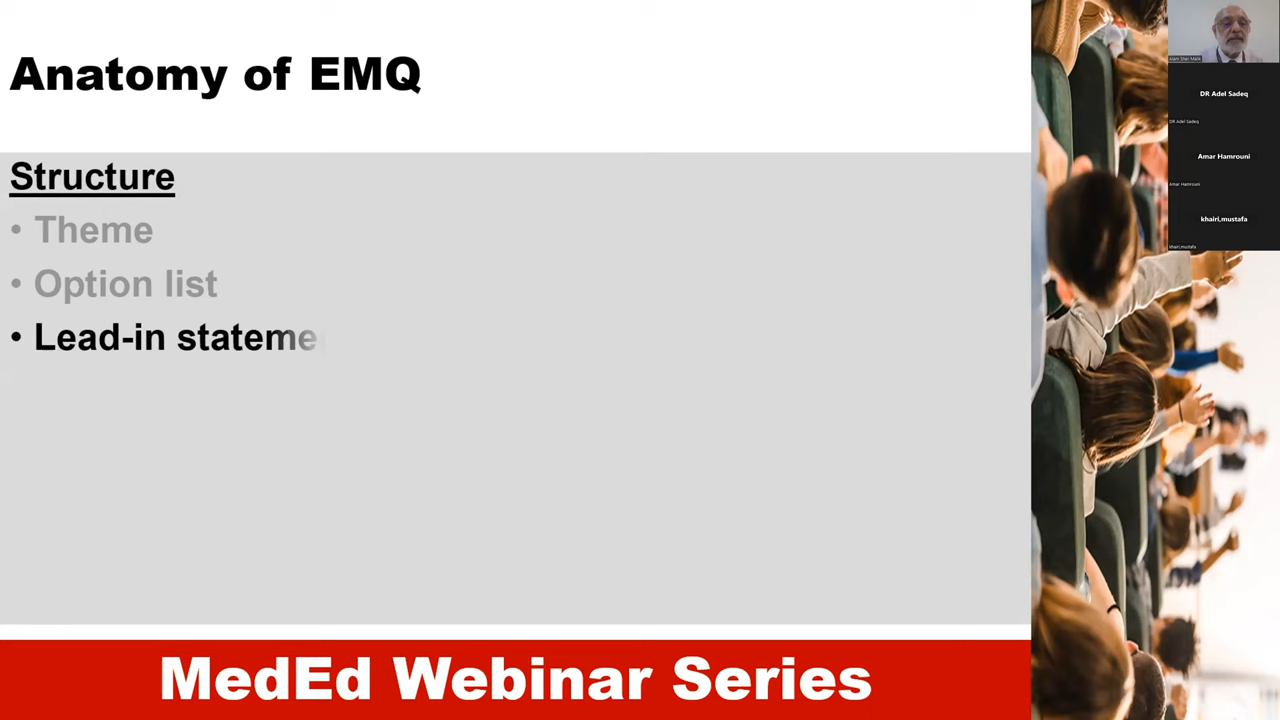 Anatomy of EMQ
Structure
• Theme
• Option list
• Lead-in stateme
MedEd Webinar Series
Alam Sher Malik
DR Adel Sadeq
DR Adel Sadeq
Amar Hamrouni
Amar Hamrouni
khairi,mustafa
khairi,mustafa